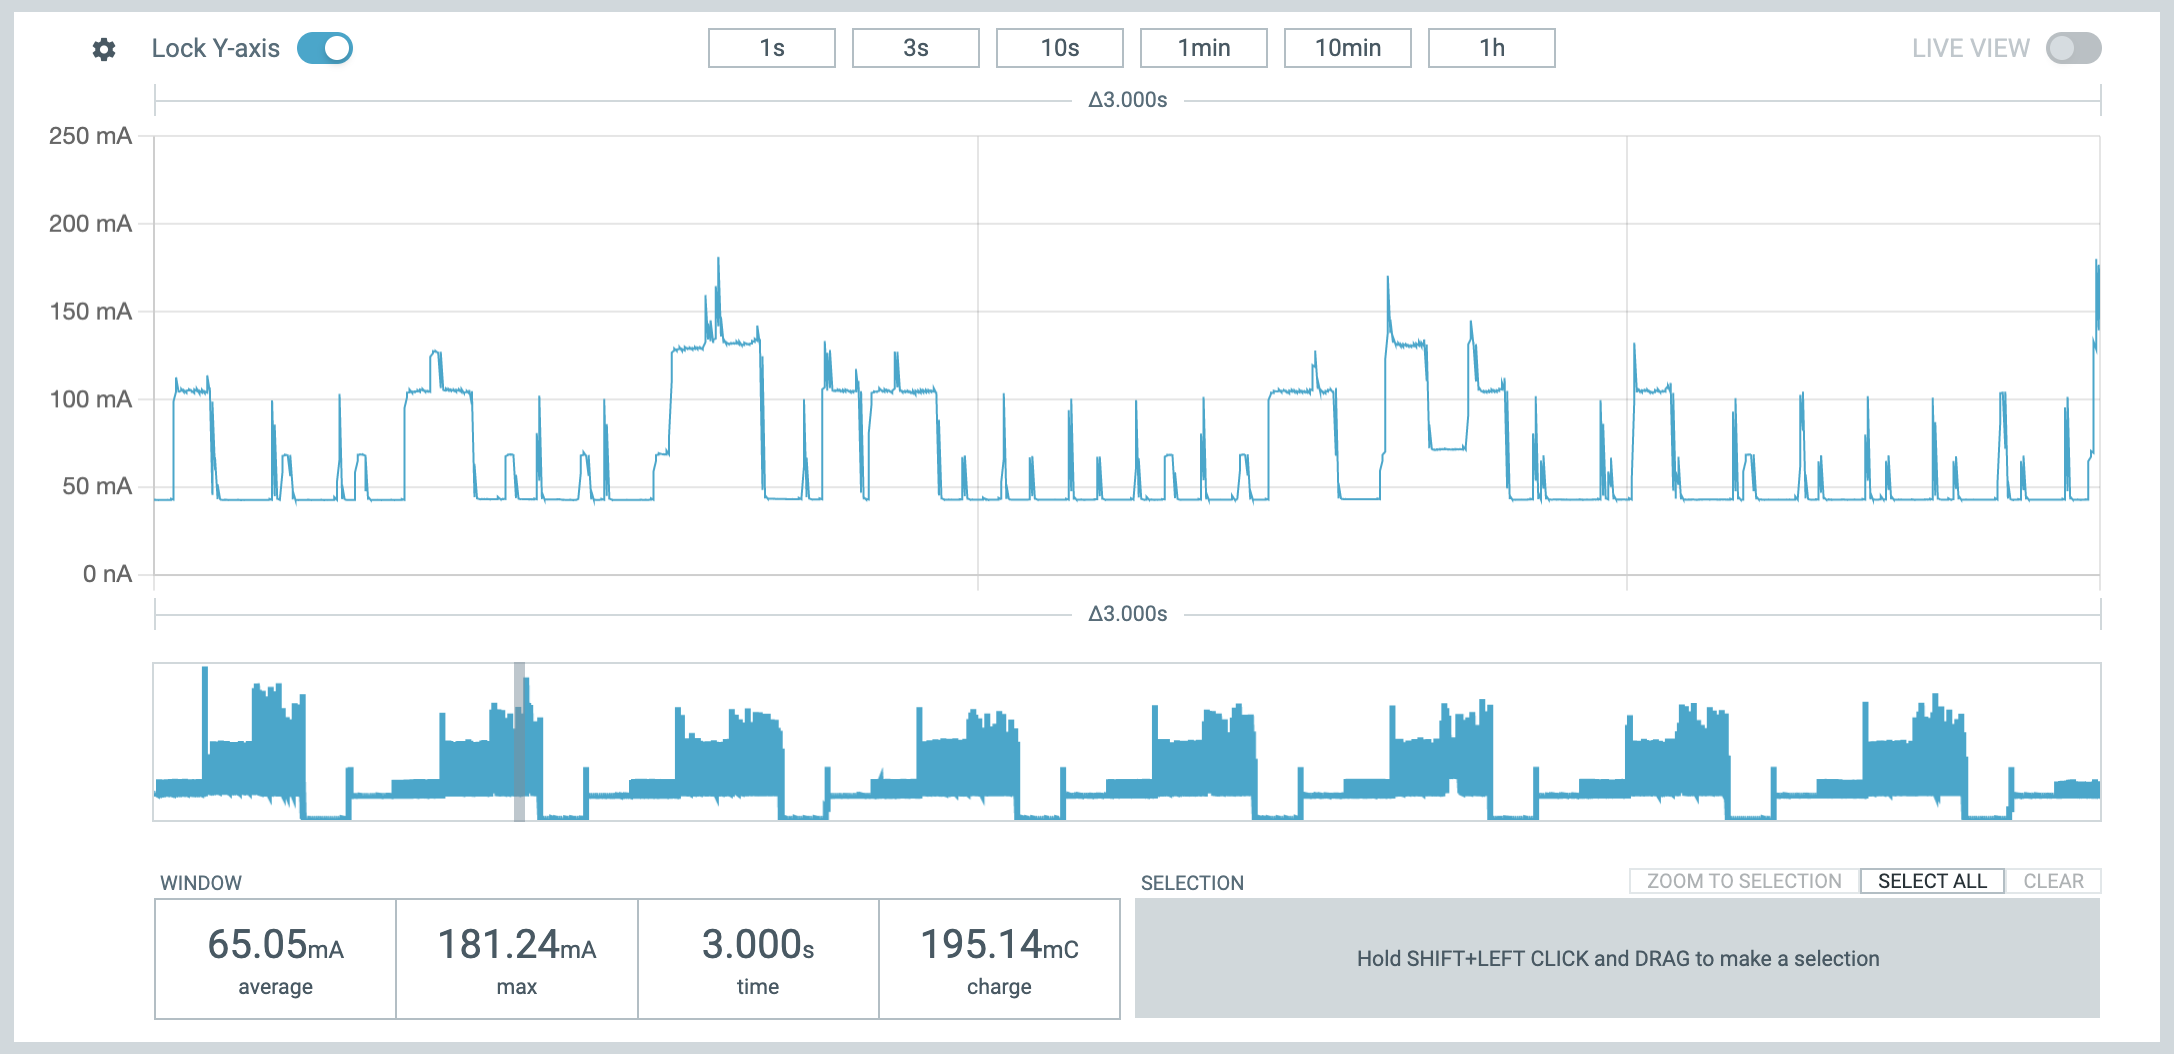 Lock Y-axis 1s 3s 10s 1min 10min 1h LIVE VIEW
Δ3.000s
250 mA
200 mA
150 mA
100 mA
50 mA
0 nA
Δ3.000s
WINDOW
65.05mA 181.24mA 3.000s 195.14mC
average max time charge
SELECTION ZOOM TO SELECTION SELECT ALL CLEAR
Hold SHIFT+LEFT CLICK and DRAG to make a selection